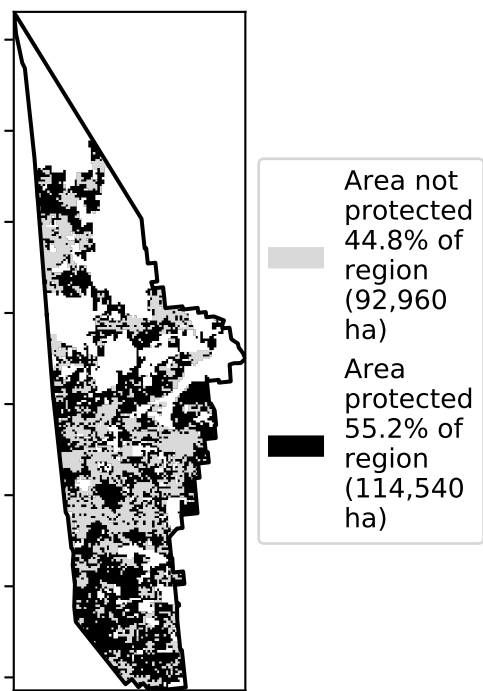 Area not
protected
44.8% of
region
(92,960
ha)
Area
protected
55.2% of
region
(114,540
ha)